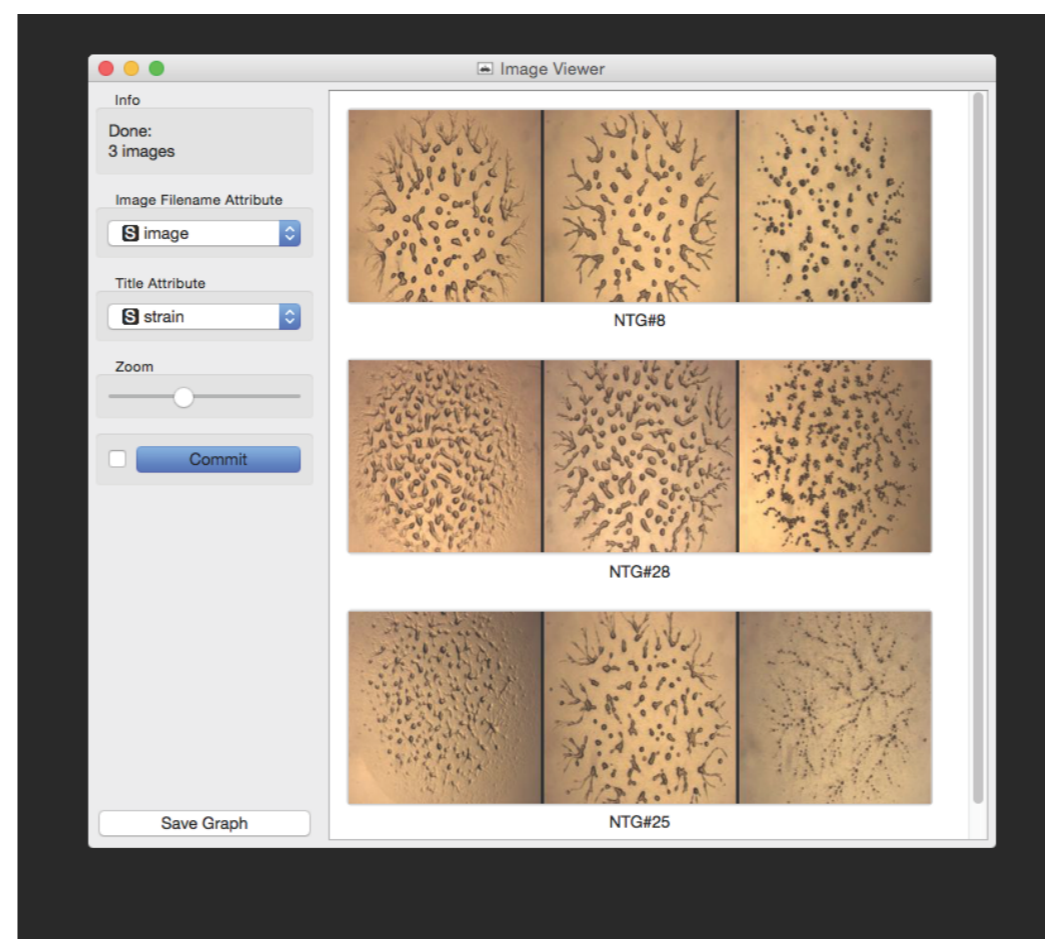 Image Viewer
Info
Done:
3 images
Image Filename Attribute
S image
Title Attribute
S strain
Zoom
Commit
Save Graph
NTG#8
NTG#28
NTG#25